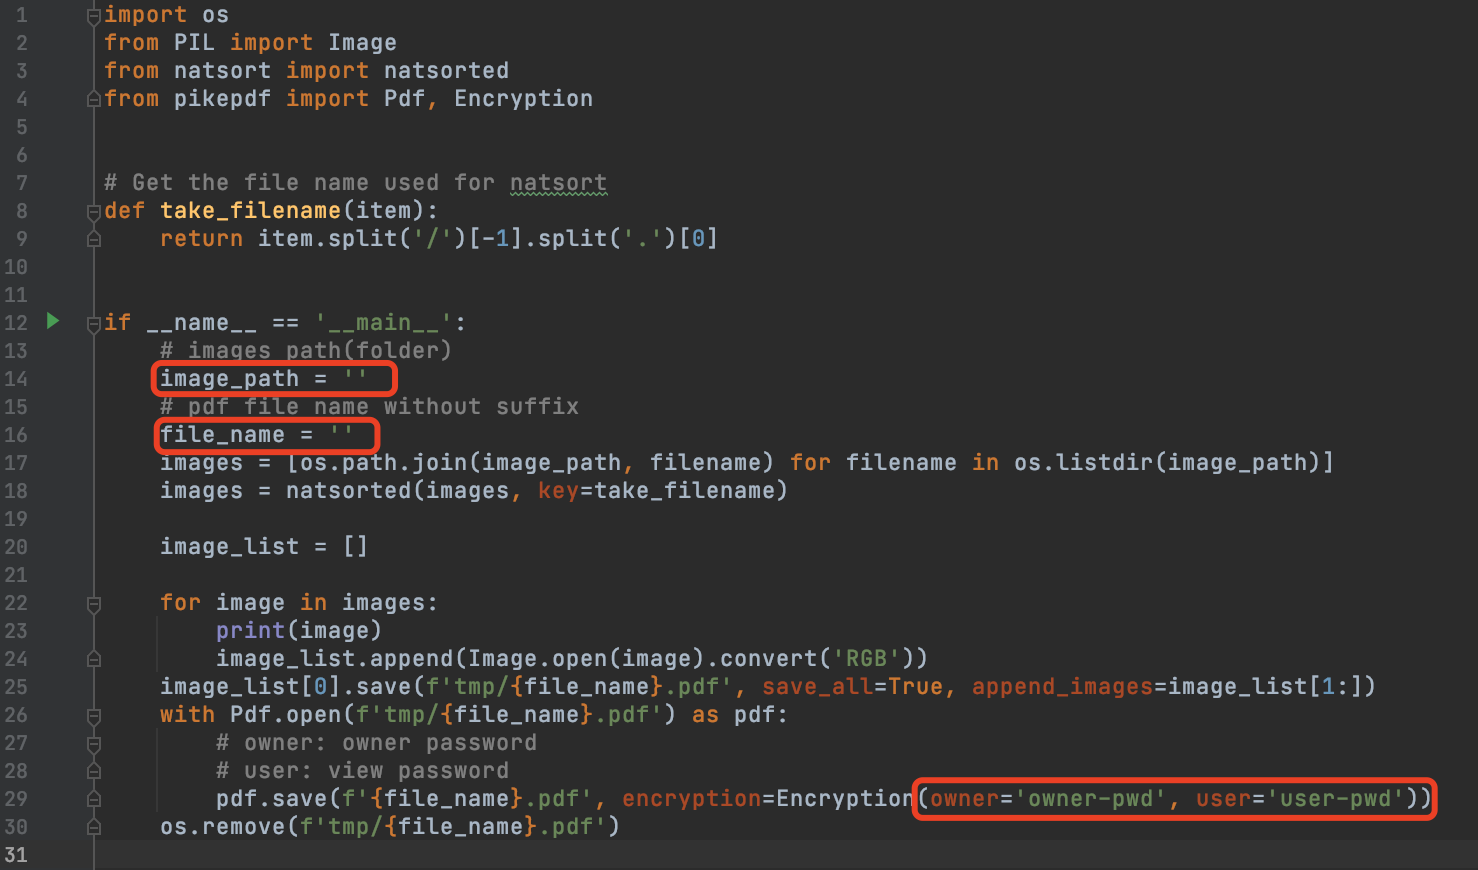 1 import os
2 from PIL import Image
3 from natsort import natsorted
4 from pikepdf import Pdf, Encryption
5
6
7 # Get the file name used for natsort
8 def take_filename(item):
9     return item.split('/')[-1].split('.')[0]
10
11
12 if __name__ == '__main__':
13     # images path(folder)
14     image_path = ''
15     # pdf file name without suffix
16     file_name = ''
17     images = [os.path.join(image_path, filename) for filename in os.listdir(image_path)]
18     images = natsorted(images, key=take_filename)
19
20     image_list = []
21
22     for image in images:
23         print(image)
24         image_list.append(Image.open(image).convert('RGB'))
25     image_list[0].save(f'tmp/{file_name}.pdf', save_all=True, append_images=image_list[1:])
26     with Pdf.open(f'tmp/{file_name}.pdf') as pdf:
27         # owner: owner password
28         # user: view password
29         pdf.save(f'{file_name}.pdf', encryption=Encryption(owner='owner-pwd', user='user-pwd'))
30     os.remove(f'tmp/{file_name}.pdf')
31